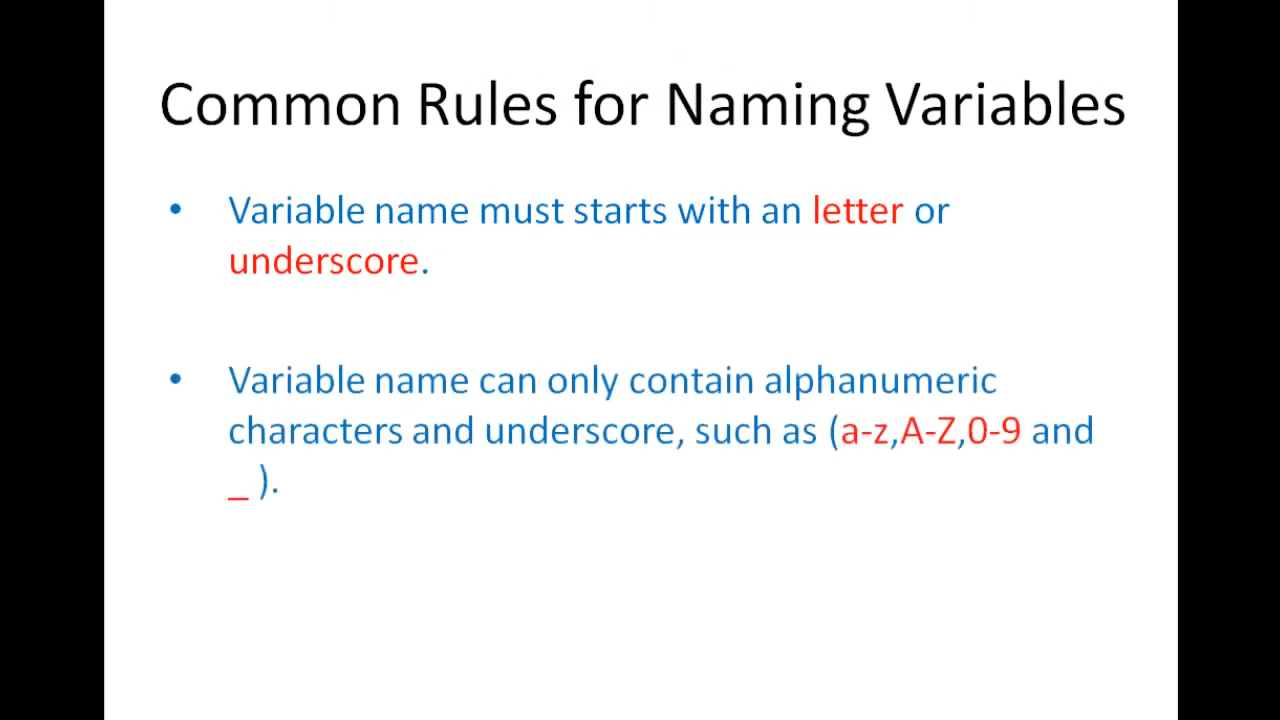 Common Rules for Naming Variables
• Variable name must starts with an letter or
underscore.
• Variable name can only contain alphanumeric
characters and underscore, such as (a-z,A-Z,0-9 and
_ ).